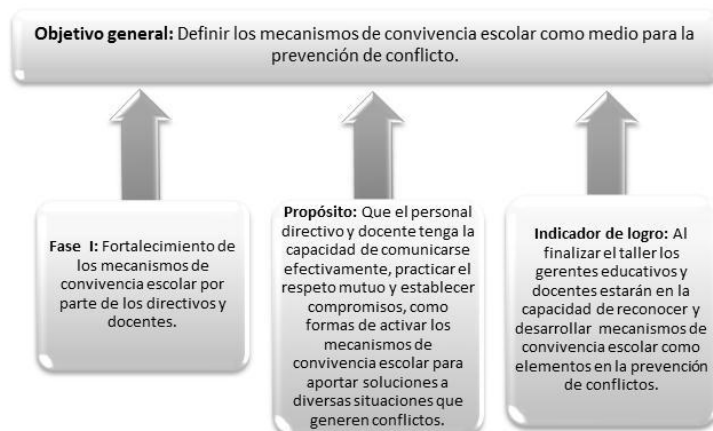 Objetivo general: Definir los mecanismos de convivencia escolar como medio para la
prevención de conflicto.
Fase I: Fortalecimiento de
los mecanismos de
convivencia escolar por
parte de los directivos y
docentes.
Propósito: Que el personal
directivo y docente tenga la
capacidad de comunicarse
efectivamente, practicar el
respeto mutuo y establecer
compromisos, como
formas de activar los
mecanismos de
convivencia escolar para
aportar soluciones a
diversas situaciones que
generen conflictos.
Indicador de logro: Al
finalizar el taller los
gerentes educativos y
docentes estarán en la
capacidad de reconocer y
desarrollar mecanismos de
convivencia escolar como
elementos en la prevención
de conflictos.